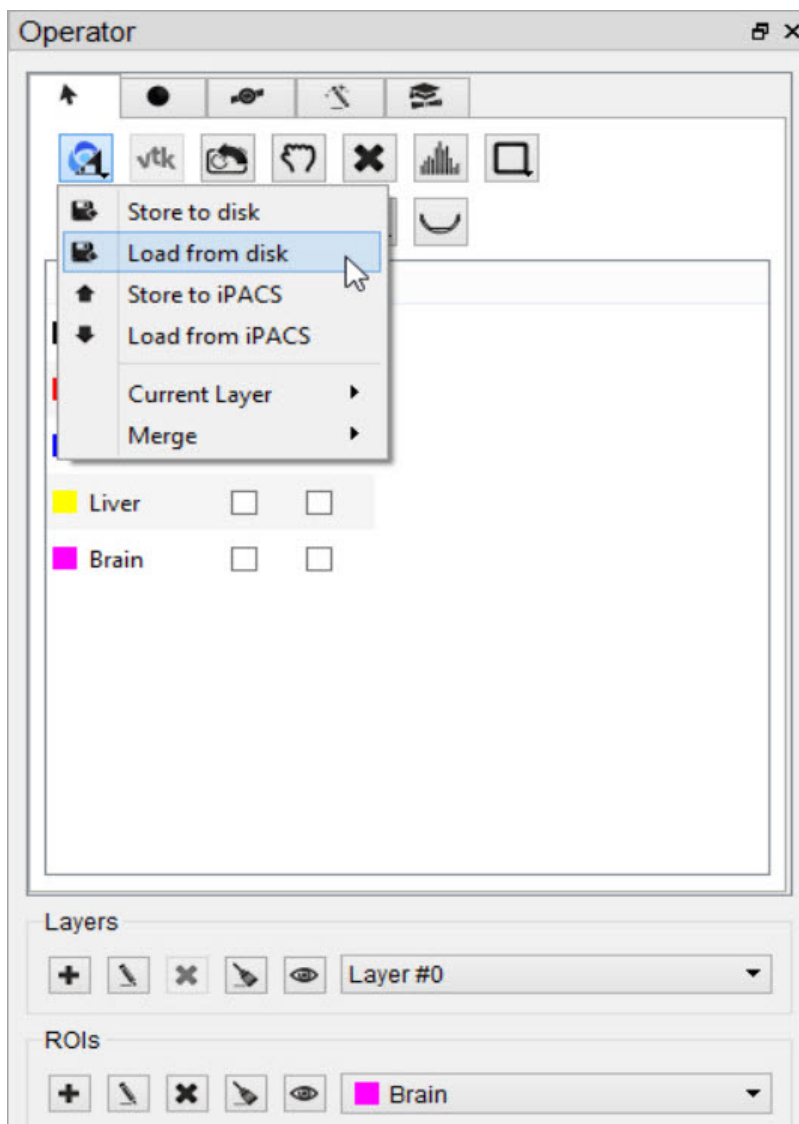 Operator
vtk
Store to disk
Load from disk
Store to iPACS
Load from iPACS
Current Layer
Merge
Liver
Brain
Layers
Layer #0
ROIs
Brain